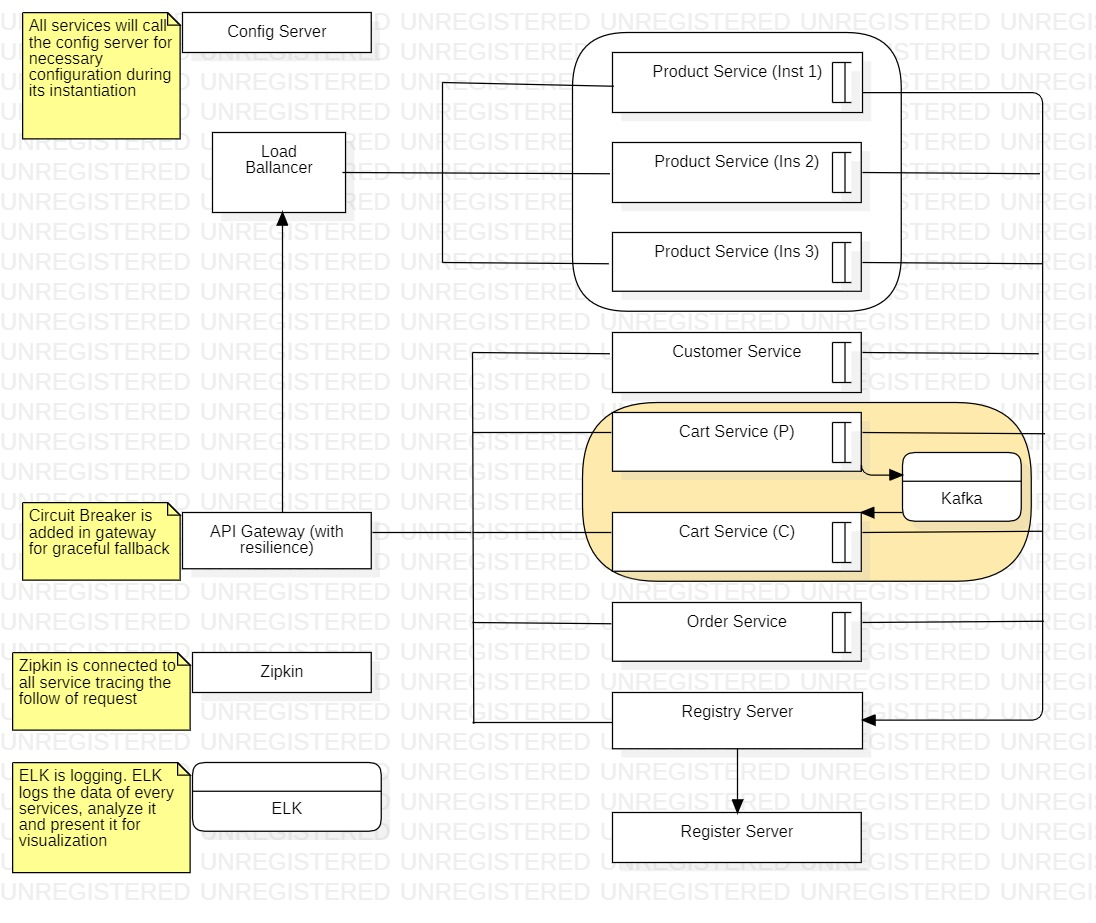 All services will call
the config server for
necessary
configuration during
its instantiation
Config Server
Load
Ballancer
Product Service (Inst 1)
Product Service (Ins 2)
Product Service (Ins 3)
Customer Service
Cart Service (P)
Kafka
Cart Service (C)
Circuit Breaker is
added in gateway
for graceful fallback
API Gateway (with
resilience)
Order Service
Zipkin is connected to
all service tracing the
follow of request
Zipkin
Registry Server
ELK is logging. ELK
logs the data of every
services, analyze it
and present it for
visualization
ELK
Register Server
UNREGISTERED